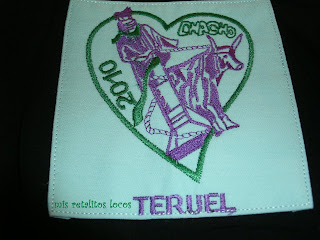 CHACHO
2010
mis retalitos locos
TERUEL